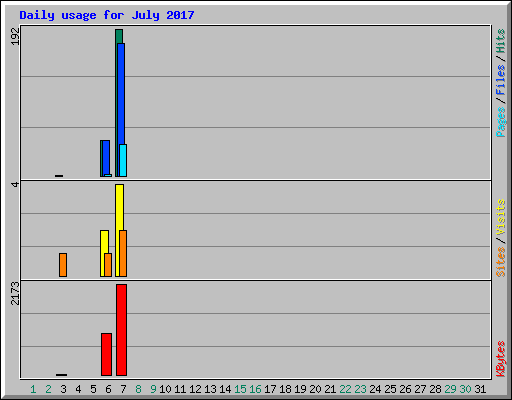 Daily usage for July 2017
192
4
2173
Pages / Files / Hits
Sites / Visits
KBytes
1 2 3 4 5 6 7 8 9 10 11 12 13 14 15 16 17 18 19 20 21 22 23 24 25 26 27 28 29 30 31